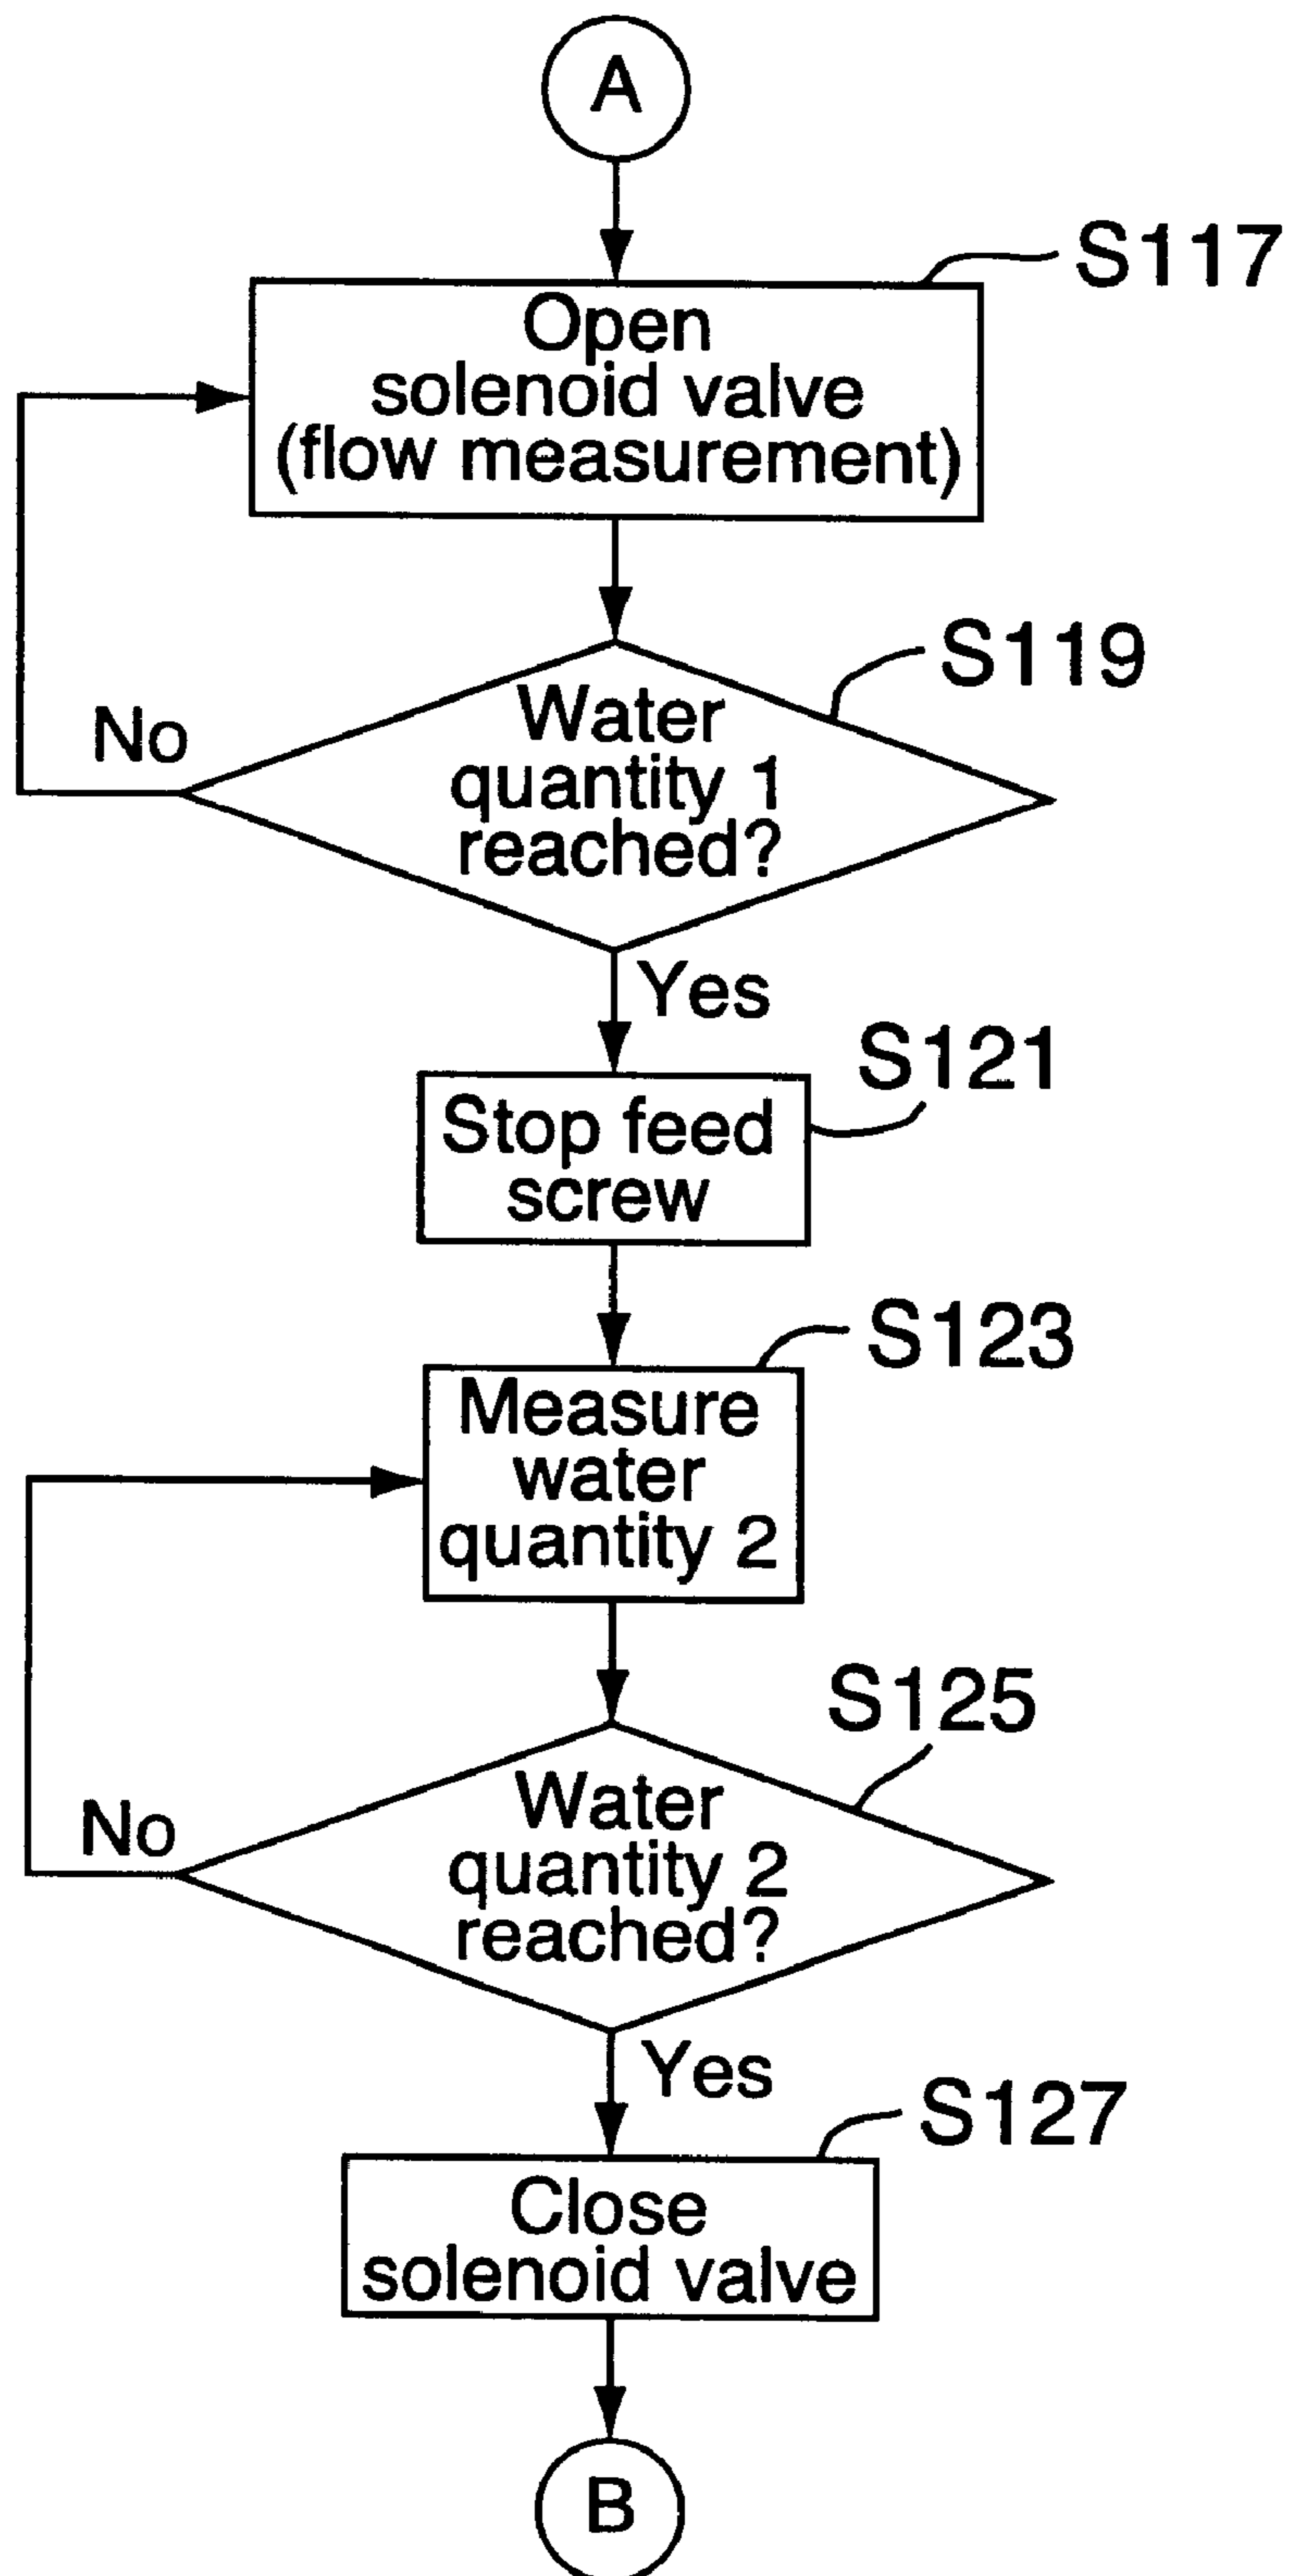 A
S117
Open
solenoid valve
(flow measurement)
S119
Water
quantity 1
reached?
No
Yes
S121
Stop feed
screw
S123
Measure
water
quantity 2
S125
Water
quantity 2
reached?
No
Yes
S127
Close
solenoid valve
B